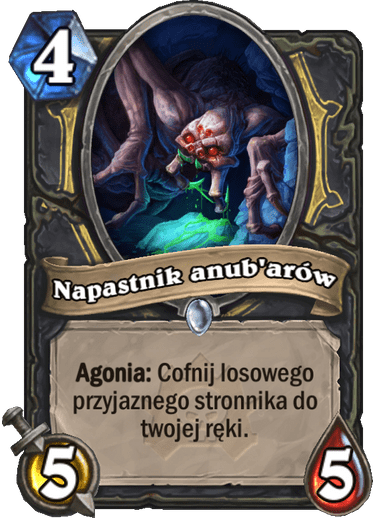 4
Napastnik anub'arów
Agonia: Cofnij losowego
przyjaznego stronnika do
twojej ręki.
5
5